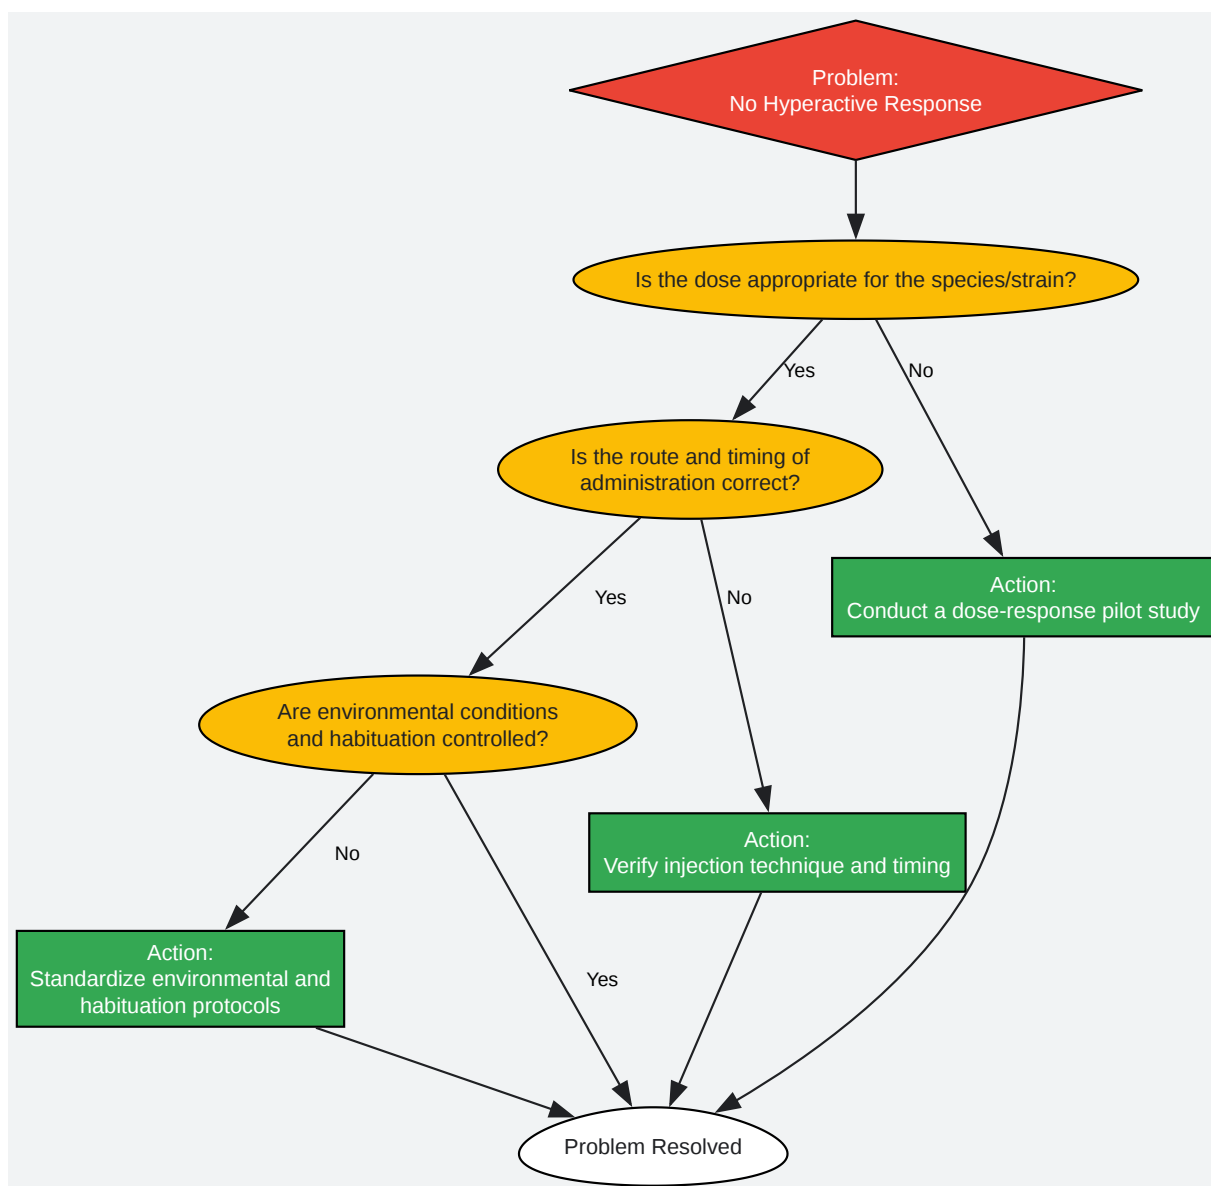 Problem:
No Hyperactive Response
Is the dose appropriate for the species/strain?
Yes
No
Is the route and timing of
administration correct?
Action:
Conduct a dose-response pilot study
Yes
No
Are environmental conditions
and habituation controlled?
Action:
Verify injection technique and timing
No
Yes
Action:
Standardize environmental and
habituation protocols
Problem Resolved